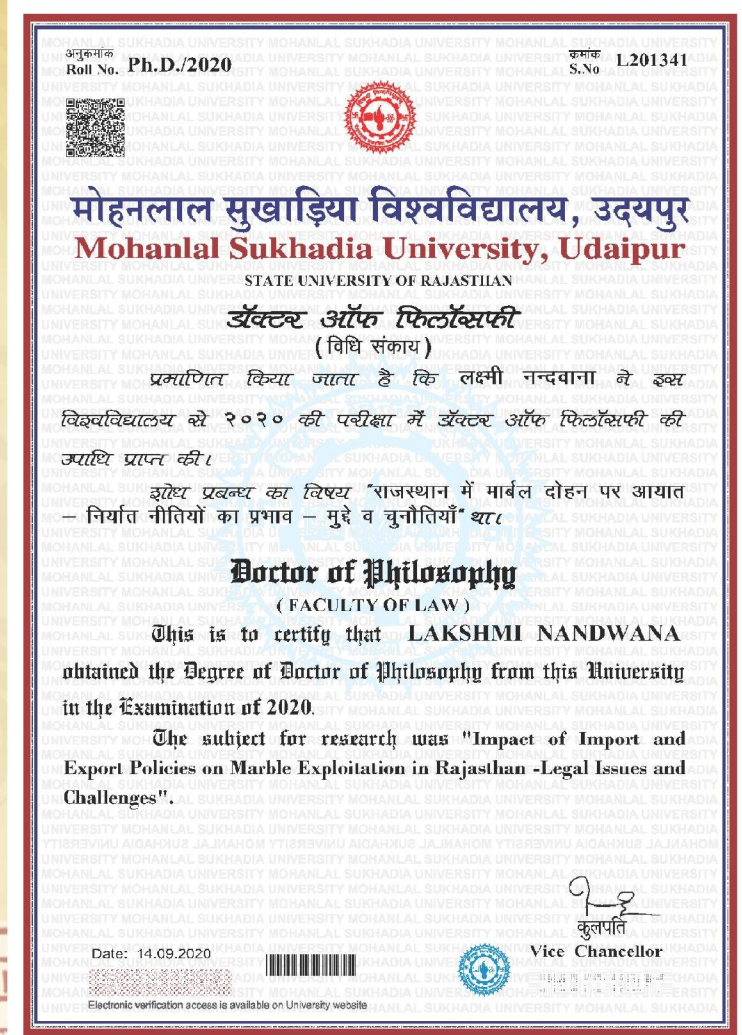 अनुक्रमांक
Roll No. Ph.D./2020
क्रमांक
S.No L201341
मोहनलाल सुखाड़िया विश्वविद्यालय, उदयपुर
Mohanlal Sukhadia University, Udaipur
STATE UNIVERSITY OF RAJASTHAN
डॉक्टर ऑफ फिलॉसफी
(विधि संकाय)
प्रमाणित किया जाता है कि लक्ष्मी नन्दवाना ने इस
विश्वविद्यालय से २०२० की परीक्षा में डॉक्टर ऑफ फिलॉसफी की
उपाधि प्राप्त की।
शोध प्रबन्ध का विषय "राजस्थान में मार्बल दोहन पर आयात
– निर्यात नीतियों का प्रभाव – मुद्दे व चुनौतियाँ" था।
Doctor of Philosophy
( FACULTY OF LAW )
This is to certify that LAKSHMI NANDWANA
obtained the Degree of Doctor of Philosophy from this University
in the Examination of 2020.
The subject for research was "Impact of Import and
Export Policies on Marble Exploitation in Rajasthan -Legal Issues and
Challenges".
कुलपति
Vice Chancellor
Date: 14.09.2020
Electronic verification access is available on University website